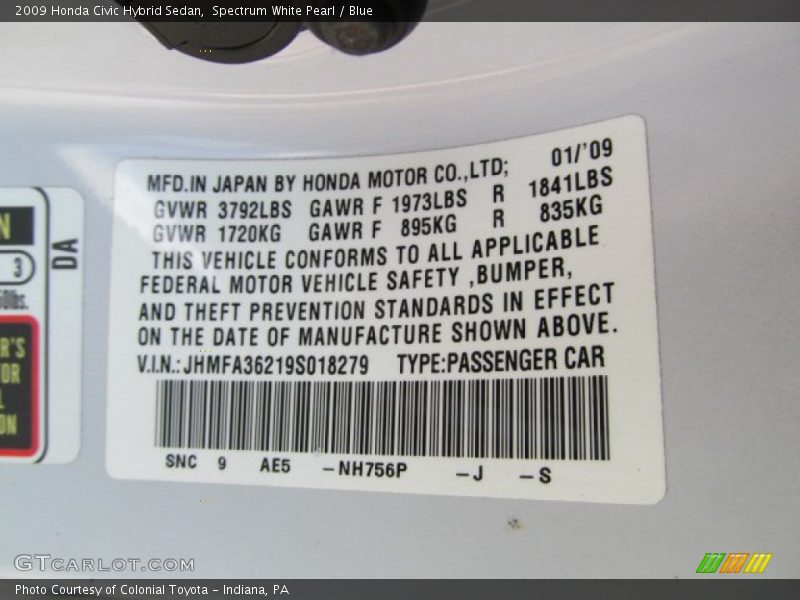 2009 Honda Civic Hybrid Sedan, Spectrum White Pearl / Blue
MFD.IN JAPAN BY HONDA MOTOR CO.,LTD; 01/'09
GVWR 3792LBS GAWR F 1973LBS R 1841LBS
GVWR 1720KG GAWR F 895KG R 835KG
THIS VEHICLE CONFORMS TO ALL APPLICABLE
FEDERAL MOTOR VEHICLE SAFETY ,BUMPER,
AND THEFT PREVENTION STANDARDS IN EFFECT
ON THE DATE OF MANUFACTURE SHOWN ABOVE.
V.I.N.: JHMFA36219S018279 TYPE:PASSENGER CAR
SNC 9 AE5 -NH756P -J -S
N
3
lbs.
DA
GTCARLOT.COM
Photo Courtesy of Colonial Toyota - Indiana, PA